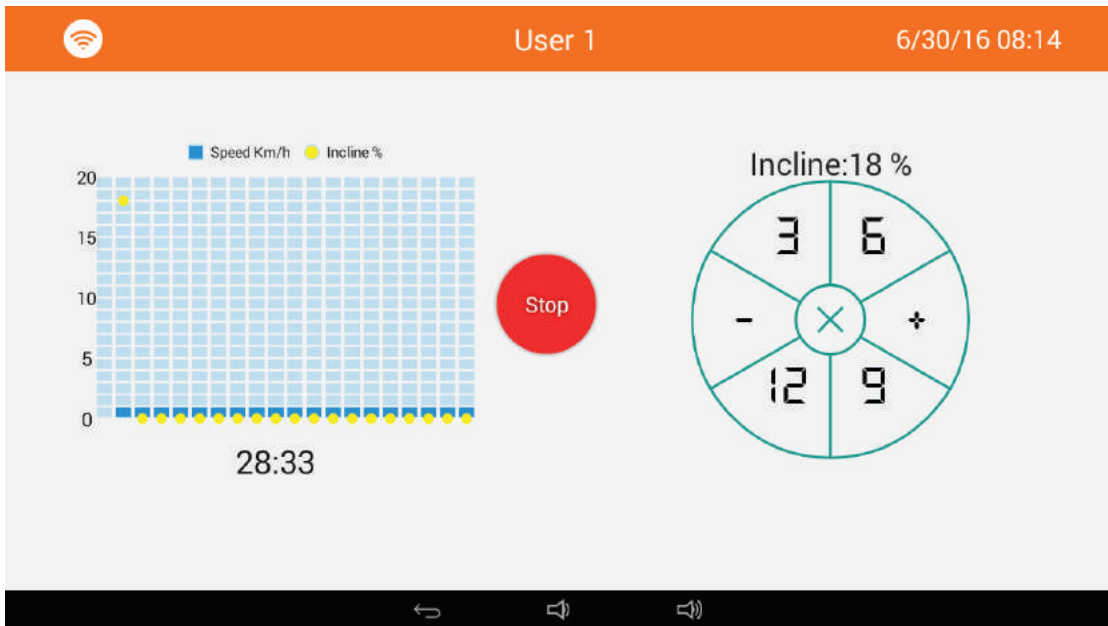 User 1
6/30/16 08:14
Speed Km/h
Incline %
20
15
10
5
0
28:33
Stop
Incline:18 %
3
6
-
+
12
9